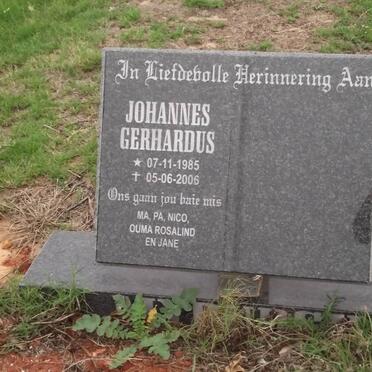 In Liefdevolle Herinnering Aan
JOHANNES
GERHARDUS
★ 07-11-1985
✝ 05-06-2006
Ons gaan jou baie mis
MA, PA, NICO,
OUMA ROSALIND
EN JANE